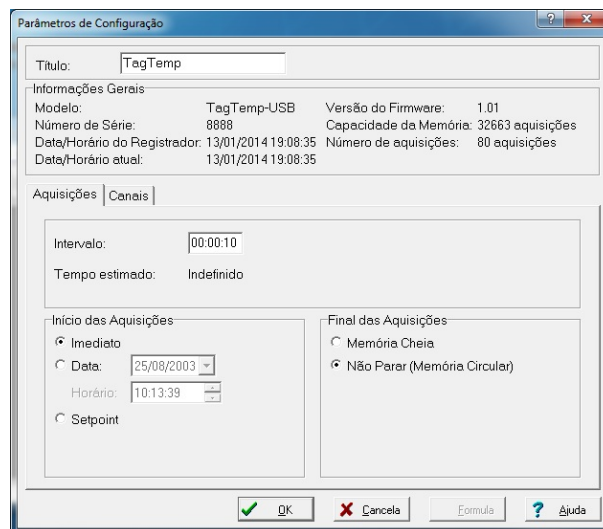 Parâmetros de Configuração
Título: TagTemp
Informações Gerais
Modelo: TagTemp-USB Versão do Firmware: 1.01
Número de Série: 8888 Capacidade da Memória: 32663 aquisições
Data/Horário do Registrador: 13/01/2014 19:08:35 Número de aquisições: 80 aquisições
Data/Horário atual: 13/01/2014 19:08:35
Aquisições Canais
Intervalo: 00:00:10
Tempo estimado: Indefinido
Início das Aquisições
Imediato
Data: 25/08/2003
Horário: 10:13:39
Setpoint
Final das Aquisições
Memória Cheia
Não Parar (Memória Circular)
OK Cancela Formula Ajuda